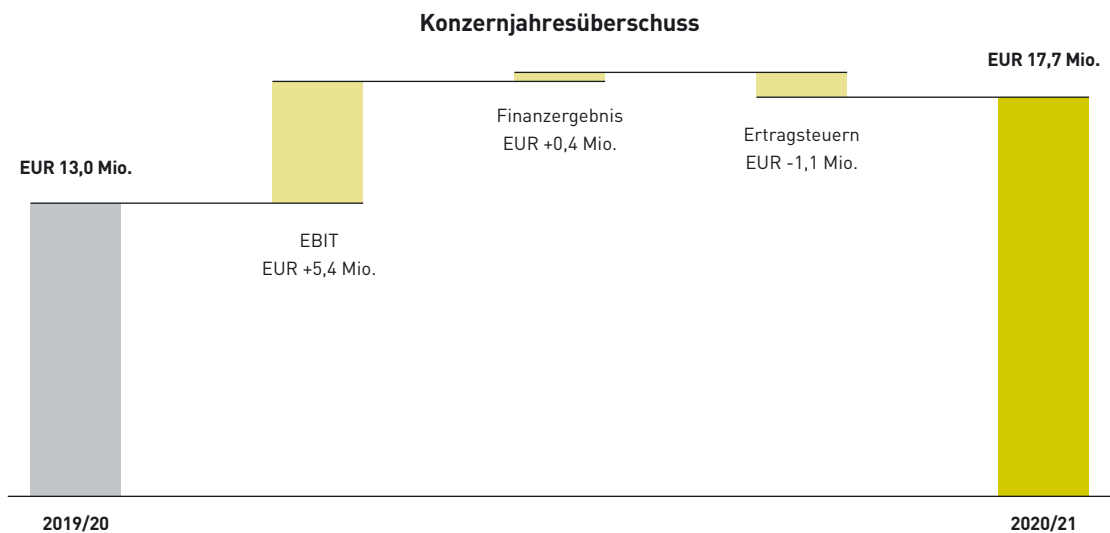 Konzernjahresüberschuss
EUR 17,7 Mio.
Finanzergebnis
EUR +0,4 Mio.
Ertragsteuern
EUR -1,1 Mio.
EUR 13,0 Mio.
EBIT
EUR +5,4 Mio.
2019/20
2020/21